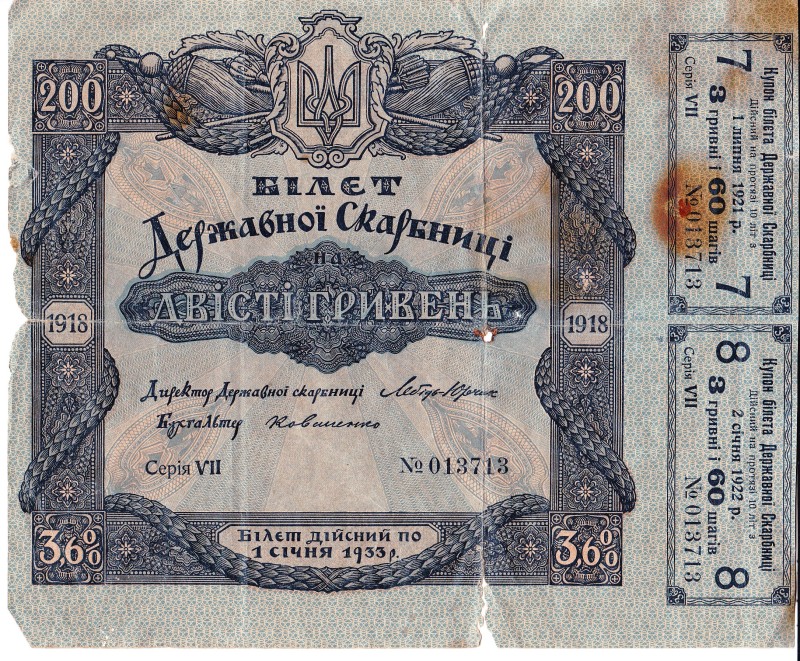 200
200
БІЛЕТ
Державної Скарбниці
на
ДВІСТІ ГРИВЕНЬ
1918
1918
Директор Державної скарбниці Лебідь-Юрчик
Бухгальтер Коваленко
Серія VII № 013713
3,6%
3,6%
Білет дійсний по
1 січня 1933 р.
7 7
Купон білета Державної Скарбниці
Дійсний на протязі 10 літ з
1 липня 1921 р.
3 гривні і 60 шагів
Серія VII № 013713
8 8
Купон білета Державної Скарбниці
Дійсний на протязі 10 літ з
2 січня 1922 р.
3 гривні і 60 шагів
Серія VII № 013713